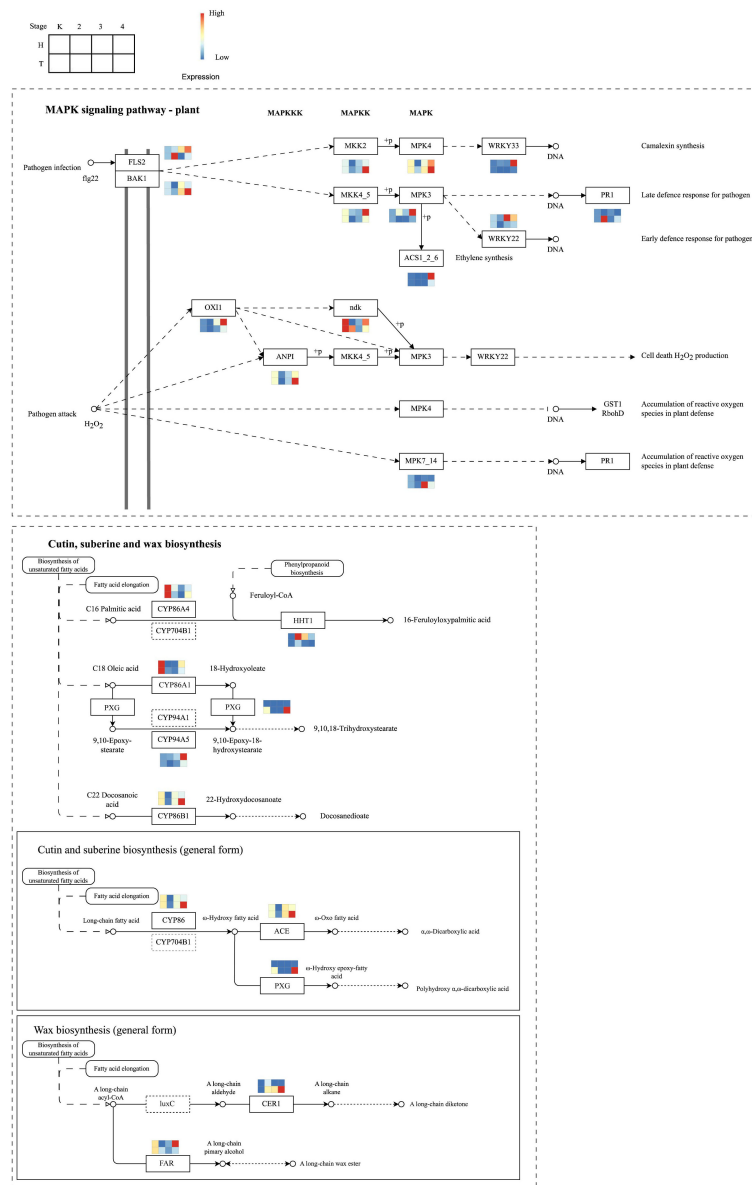 Stage K 2 3 4
H
T
High
Low
Expression
MAPK signaling pathway - plant
MAPKKK MAPKK MAPK
Pathogen infection
flg22
FLS2
BAK1
MKK2
+p
MPK4
WRKY33
DNA
Camalexin synthesis
MKK4_5
MPK3
+p
DNA
PR1
Late defence response for pathogen
WRKY22
DNA
Early defence response for pathogen
ACS1_2_6
Ethylene synthesis
OXI1
ndk
+p
ANPI
+p
MKK4_5
+p
MPK3
WRKY22
Cell death H2O2 production
Pathogen attack
H2O2
MPK4
DNA
GST1
RbohD
Accumulation of reactive oxygen
species in plant defense
MPK7_14
DNA
PR1
Accumulation of reactive oxygen
species in plant defense
Cutin, suberine and wax biosynthesis
Biosynthesis of
unsaturated fatty acids
Fatty acid elongation
Phenylpropanoid
biosynthesis
Feruloyl-CoA
C16 Palmitic acid
CYP86A4
CYP704B1
HHT1
16-Feruloyloxypalmitic acid
C18 Oleic acid
CYP86A1
18-Hydroxyoleate
PXG
CYP94A1
PXG
CYP94A5
9,10-Epoxy-
stearate
9,10-Epoxy-18-
hydroxystearate
9,10,18-Trihydroxystearate
C22 Docosanoic
acid
CYP86B1
22-Hydroxydocosanoate
Docosanedioate
Cutin and suberine biosynthesis (general form)
Biosynthesis of
unsaturated fatty acids
Fatty acid elongation
Long-chain fatty acid
CYP86
CYP704B1
ω-Hydroxy fatty acid
ACE
ω-Oxo fatty acid
α,ω-Dicarboxylic acid
ω-Hydroxy epoxy-fatty
acid
PXG
Polyhydroxy α,ω-dicarboxylic acid
Wax biosynthesis (general form)
Biosynthesis of
unsaturated fatty acids
Fatty acid elongation
A long-chain
acyl-CoA
luxC
A long-chain
aldehyde
CER1
A long-chain
alcane
A long-chain diketone
FAR
A long-chain
pimary alcohol
A long-chain wax ester